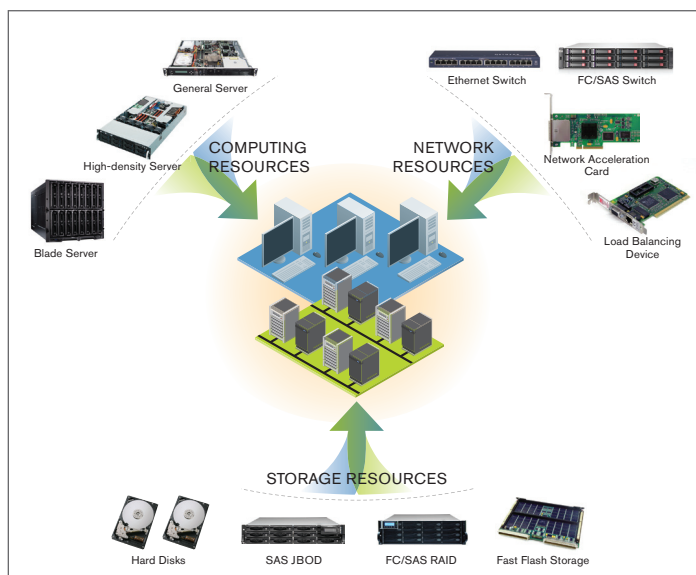 General Server
High-density Server
Blade Server
COMPUTING
RESOURCES
Ethernet Switch
FC/SAS Switch
NETWORK
RESOURCES
Network Acceleration
Card
Load Balancing
Device
STORAGE RESOURCES
Hard Disks
SAS JBOD
FC/SAS RAID
Fast Flash Storage